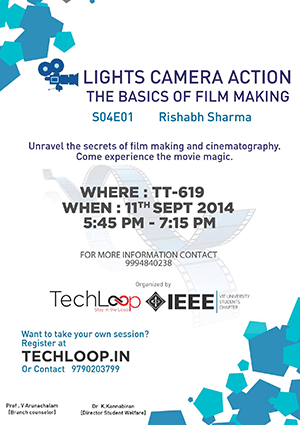 LIGHTS CAMERA ACTION
THE BASICS OF FILM MAKING
S04E01 Rishabh Sharma
Unravel the secrets of film making and cinematography.
Come experience the movie magic.
WHERE : TT-619
WHEN : 11TH SEPT 2014
5:45 PM - 7:15 PM
FOR MORE INFORMATION CONTACT
9994840238
Organized by
TechLoop
Stay in the Loop
IEEE
VIT UNIVERSITY
STUDENTS
CHAPTER
Want to take your own session?
Register at
TECHLOOP.IN
Or Contact 9790203799
Prof . V Arunachalam Dr K.Kannabiran
[Branch counselor] [Director Student Welfare]